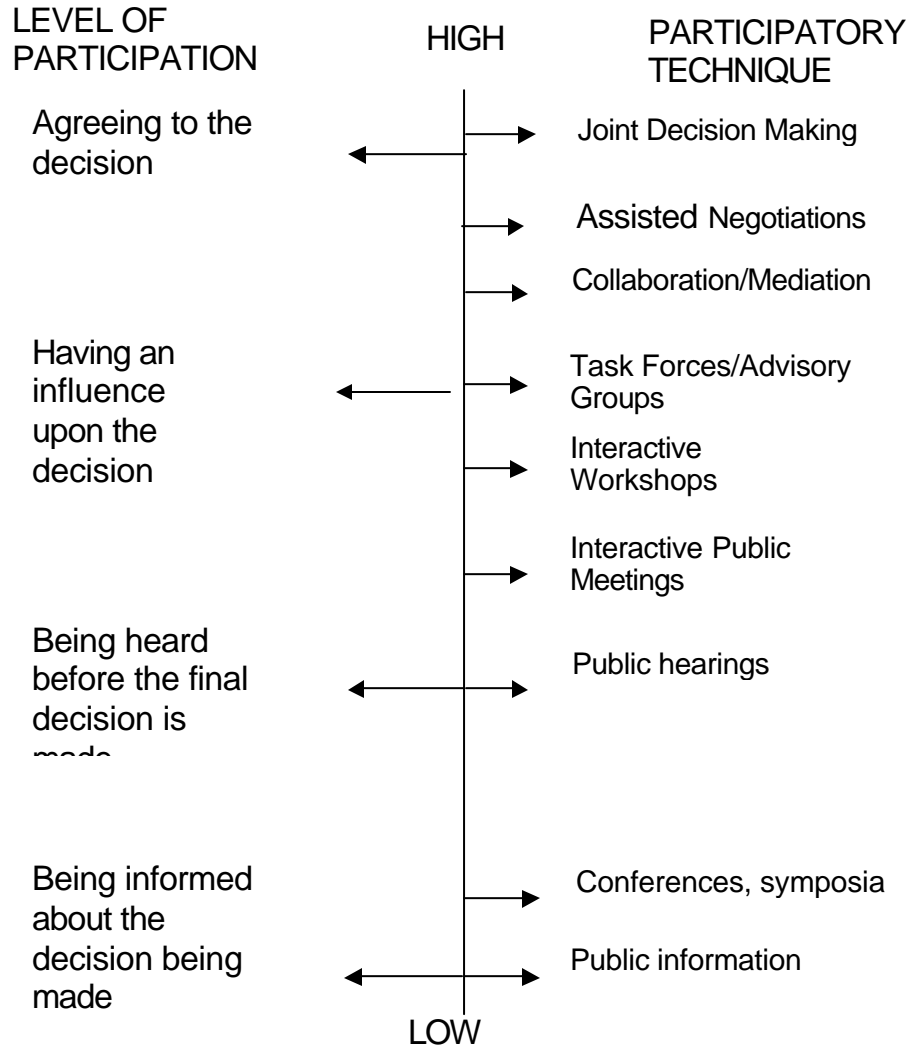 LEVEL OF
PARTICIPATION
HIGH
PARTICIPATORY
TECHNIQUE
Agreeing to the
decision
Joint Decision Making
Assisted Negotiations
Collaboration/Mediation
Having an
influence
upon the
decision
Task Forces/Advisory
Groups
Interactive
Workshops
Interactive Public
Meetings
Being heard
before the final
decision is
made
Public hearings
Being informed
about the
decision being
made
Conferences, symposia
Public information
LOW